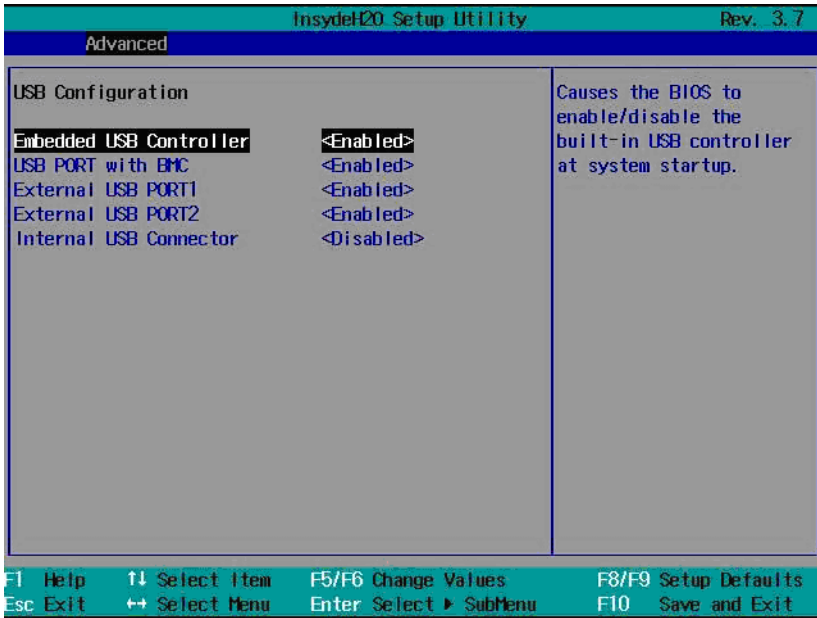 InsydeH20 Setup Utility Rev. 3.7
Advanced
USB Configuration
Embedded USB Controller <Enabled>
USB PORT with BMC <Enabled>
External USB PORT1 <Enabled>
External USB PORT2 <Enabled>
Internal USB Connector <Disabled>
Causes the BIOS to
enable/disable the
built-in USB controller
at system startup.
F1 Help ↑↓ Select Item F5/F6 Change Values F8/F9 Setup Defaults
Esc Exit ←→ Select Menu Enter Select ▶ SubMenu F10 Save and Exit